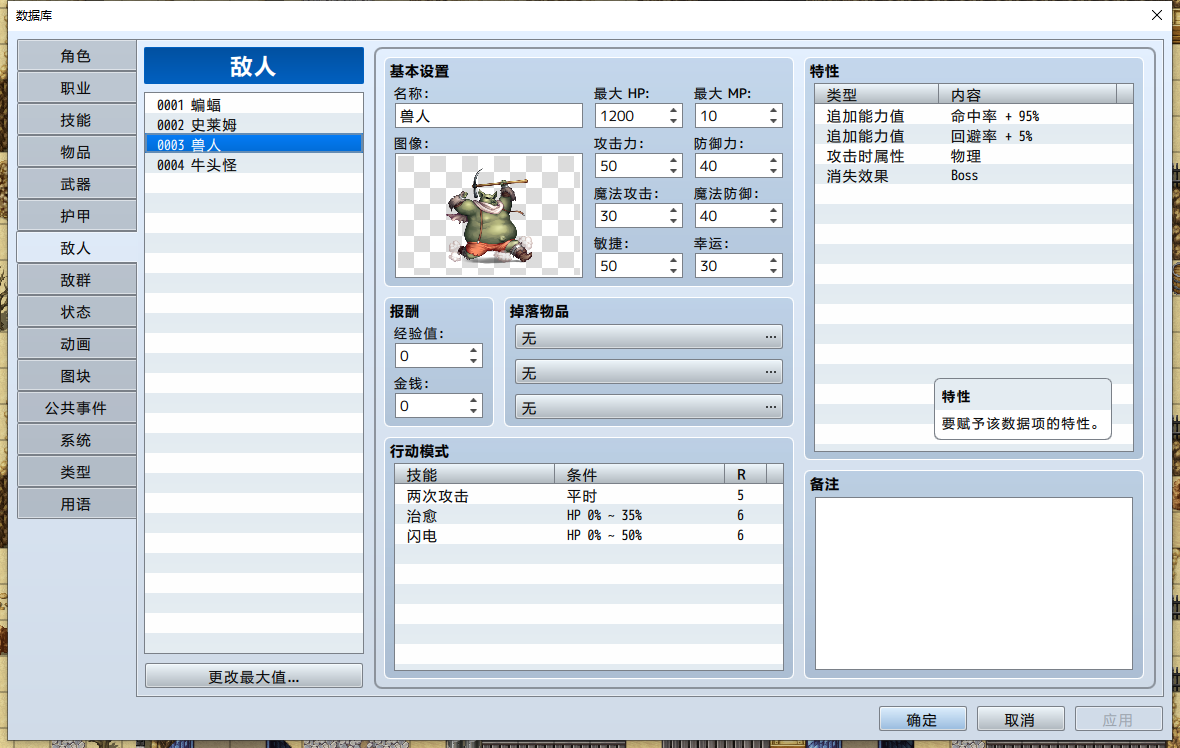 数据库
角色
职业
技能
物品
武器
护甲
敌人
敌群
状态
动画
图块
公共事件
系统
类型
用语
敌人
0001 蝙蝠
0002 史莱姆
0003 兽人
0004 牛头怪
更改最大值...
基本设置
名称:
兽人
图像:
最大 HP: 最大 MP:
1200 10
攻击力: 防御力:
50 40
魔法攻击: 魔法防御:
30 40
敏捷: 幸运:
50 30
报酬
经验值:
0
金钱:
0
掉落物品
无 ...
无 ...
无 ...
行动模式
技能 条件 R
两次攻击 平时 5
治愈 HP 0% ~ 35% 6
闪电 HP 0% ~ 50% 6
特性
类型 内容
追加能力值 命中率 + 95%
追加能力值 回避率 + 5%
攻击时属性 物理
消失效果 Boss
特性
要赋予该数据项的特性。
备注
确定 取消 应用